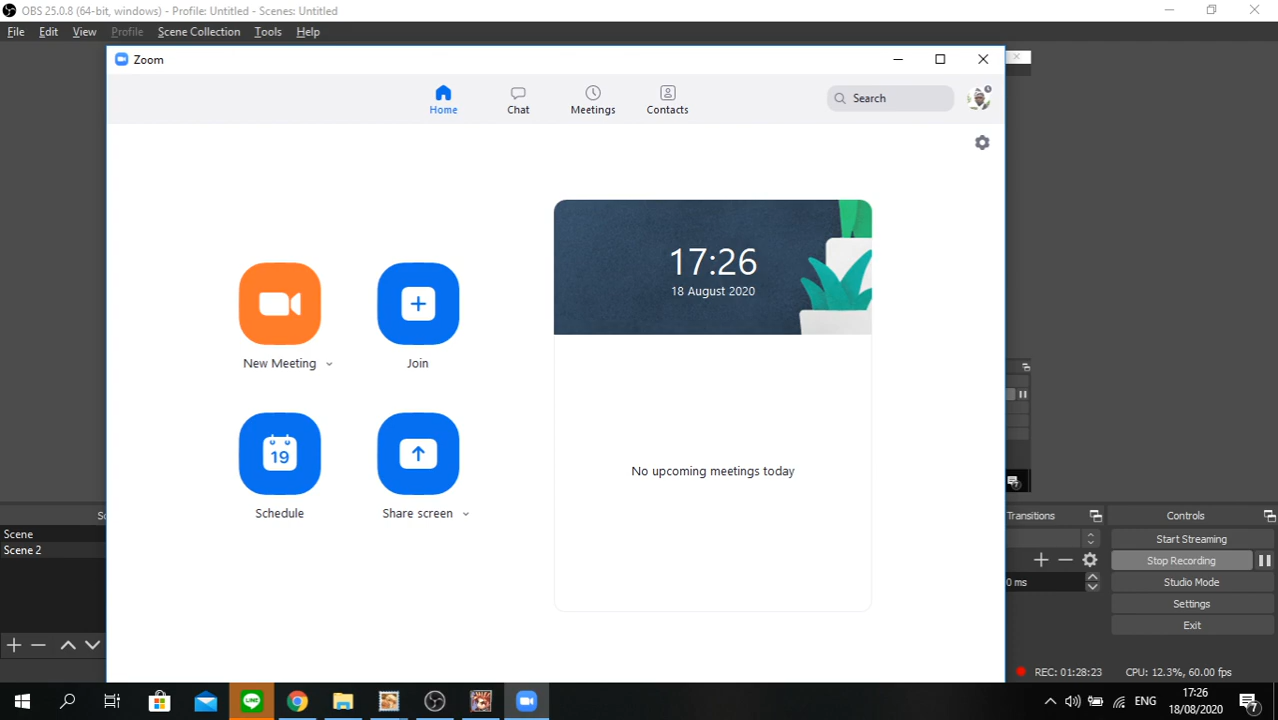 OBS 25.0.8 (64-bit, windows) - Profile: Untitled - Scenes: Untitled
File Edit View Profile Scene Collection Tools Help
Zoom
Home Chat Meetings Contacts
Search
17:26
18 August 2020
New Meeting Join
19
Schedule Share screen
No upcoming meetings today
Transitions Controls
Scene
Scene 2
Start Streaming
Stop Recording
0 ms
Studio Mode
Settings
Exit
REC: 01:28:23 CPU: 12.3%, 60.00 fps
LINE
ENG
17:26
18/08/2020
7